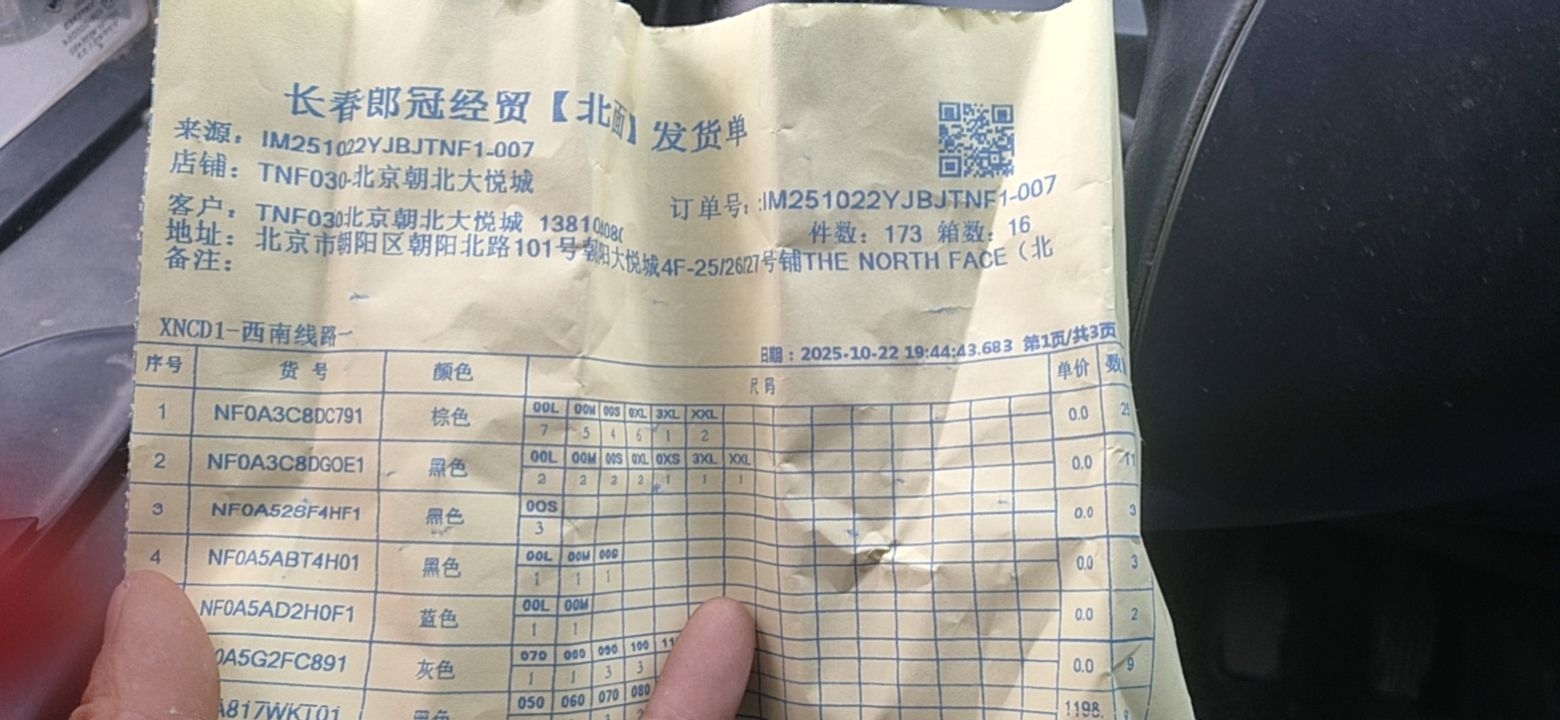 长春郎冠经贸【北面】发货单
来源：IM251022YJBJTNF1-007
店铺：TNF030-北京朝北大悦城
订单号：IM251022YJBJTNF1-007
客户：TNF030北京朝北大悦城
件数：173 箱数：16
地址：北京市朝阳区朝阳北路101号朝阳大悦城4F-25/26/27号铺THE NORTH FACE（北
备注：
XNCD1-西南线路一
日期：2025-10-22 19:44:43.683 第1页/共3页
序号 货号 颜色 尺码 单价
1 NF0A3C8DC791 棕色 00L 00M 00S 0XL 3XL XXL 0.0
7 5 4 6 1 2
2 NF0A3C8DG0E1 黑色 00L 00M 00S 0XL 0XS 3XL XXL 0.0 11
2 2 2 2 1 1 1
3 NF0A52SF4HF1 黑色 00S 0.0 3
3
4 NF0A5ABT4H01 黑色 00L 00M 00S 0.0 3
1 1 1
NF0A5AD2H0F1 蓝色 00L 00M 0.0 2
1 1
0A5G2FC891 灰色 070 080 090 100 0.0 9
1 1 3 3
A817WKT01 黑色 050 060 070 080 1198.